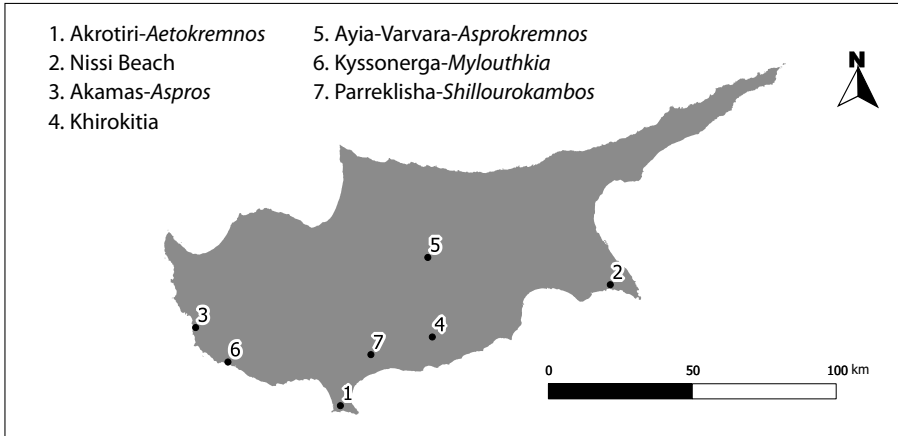 1. Akrotiri-Aetokremnos
2. Nissi Beach
3. Akamas-Aspros
4. Khirokitia
5. Ayia-Varvara-Asprokremnos
6. Kyssonerga-Mylouthkia
7. Parreklisha-Shillourokambos
N
5
2
3
4
7
6
1
0 50 100 km